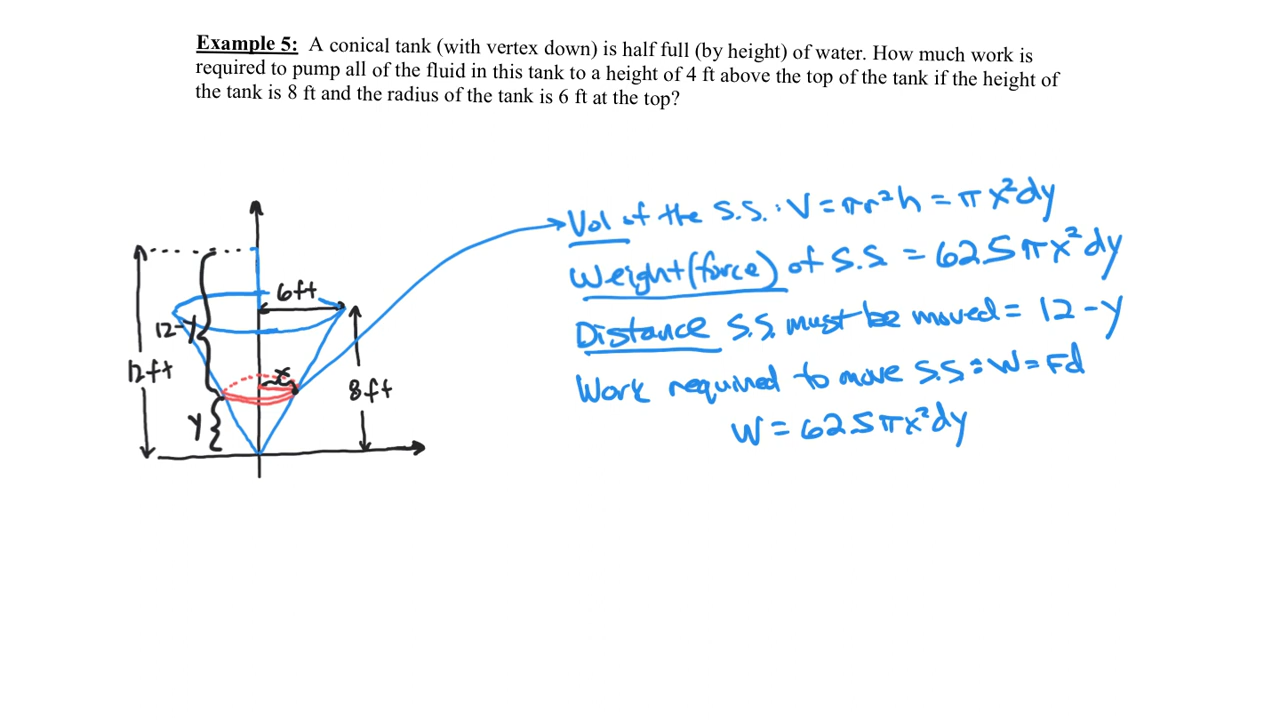 Example 5: A conical tank (with vertex down) is half full (by height) of water. How much work is
required to pump all of the fluid in this tank to a height of 4 ft above the top of the tank if the height of
the tank is 8 ft and the radius of the tank is 6 ft at the top?
Vol of the S.S.: V = πr²h = πx²dy
Weight (force) of S.S = 62.5πx²dy
Distance S.S. must be moved = 12-y
Work required to move S.S: W=Fd
W = 62.5πx²dy
6ft
12-y
12ft
x
8ft
y